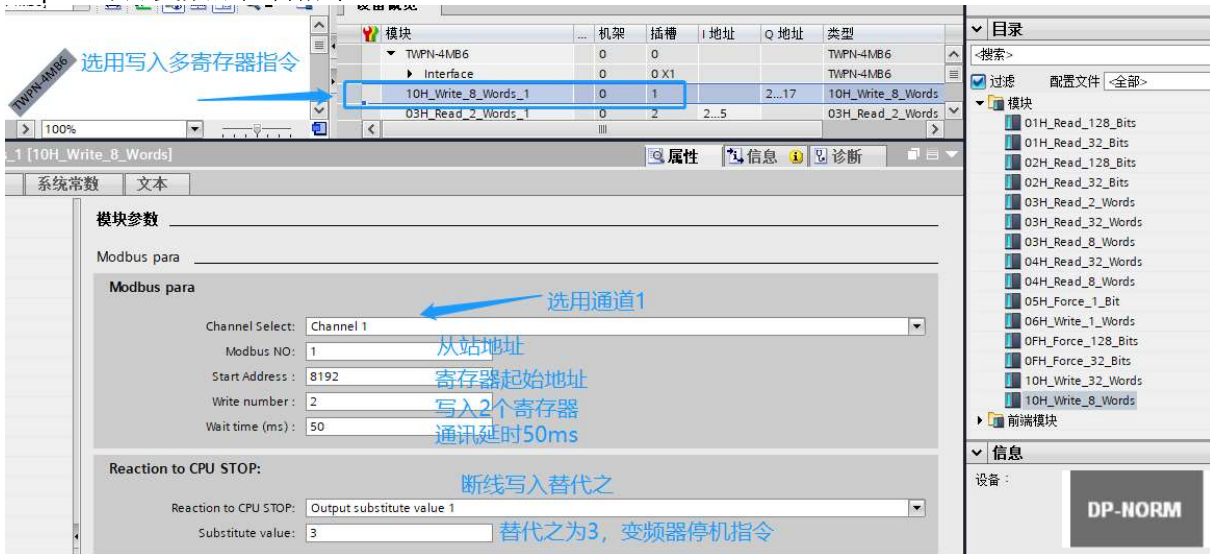 设备概览
模块 ... 机架 插槽 I地址 Q地址 类型
TWPN-4MB6 0 0 TWPN-4MB6
Interface 0 0 X1 TWPN-4MB6
10H_Write_8_Words_1 0 1 2...17 10H_Write_8_Words
03H_Read_2_Words_1 0 2 2...5 03H_Read_2_Words
选用写入多寄存器指令
TWPN-4MB6
100%
s_1 [10H_Write_8_Words]
属性 信息 诊断
系统常数 文本
模块参数
Modbus para
Modbus para
选用通道1
Channel Select: Channel 1
Modbus NO: 1 从站地址
Start Address : 8192 寄存器起始地址
Write number : 2 写入2个寄存器
Wait time (ms) : 50 通讯延时50ms
Reaction to CPU STOP:
断线写入替代之
Reaction to CPU STOP: Output substitute value 1
Substitute value: 3 替代之为3，变频器停机指令
目录
<搜索>
过滤 配置文件 <全部>
模块
01H_Read_128_Bits
01H_Read_32_Bits
02H_Read_128_Bits
02H_Read_32_Bits
03H_Read_2_Words
03H_Read_32_Words
03H_Read_8_Words
04H_Read_32_Words
04H_Read_8_Words
05H_Force_1_Bit
06H_Write_1_Words
0FH_Force_128_Bits
0FH_Force_32_Bits
10H_Write_32_Words
10H_Write_8_Words
前端模块
信息
设备：
DP-NORM